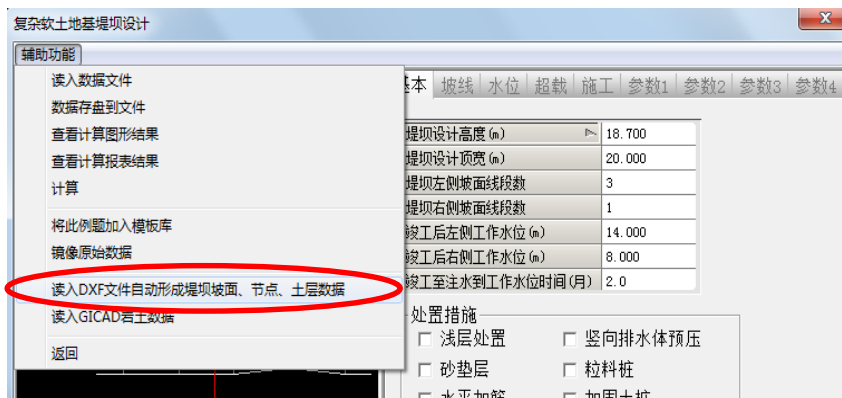 复杂软土地基堤坝设计
辅助功能
读入数据文件
数据存盘到文件
查看计算图形结果
查看计算报表结果
计算
将此例题加入模板库
镜像原始数据
读入DXF文件自动形成堤坝坡面、节点、土层数据
读入GICAD岩土数据
返回
基本 坡线 水位 超载 施工 参数1 参数2 参数3 参数4
堤坝设计高度(m) 18.700
堤坝设计顶宽(m) 20.000
堤坝左侧坡面线段数 3
堤坝右侧坡面线段数 1
竣工后左侧工作水位(m) 14.000
竣工后右侧工作水位(m) 8.000
竣工至注水到工作水位时间(月) 2.0
处置措施
浅层处置 竖向排水体预压
砂垫层 粒料桩
水平加筋 加固土桩